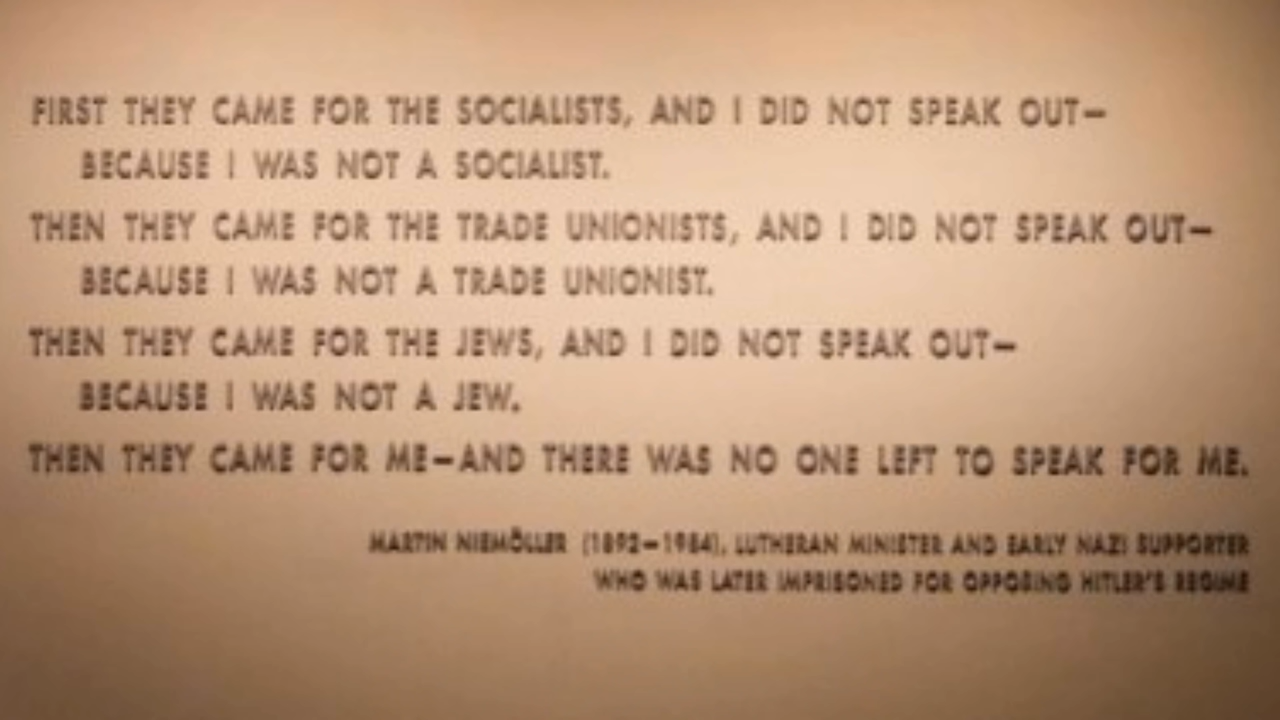 FIRST THEY CAME FOR THE SOCIALISTS, AND I DID NOT SPEAK OUT—
BECAUSE I WAS NOT A SOCIALIST.
THEN THEY CAME FOR THE TRADE UNIONISTS, AND I DID NOT SPEAK OUT—
BECAUSE I WAS NOT A TRADE UNIONIST.
THEN THEY CAME FOR THE JEWS, AND I DID NOT SPEAK OUT—
BECAUSE I WAS NOT A JEW.
THEN THEY CAME FOR ME—AND THERE WAS NO ONE LEFT TO SPEAK FOR ME.
MARTIN NIEMÖLLER (1892–1984), LUTHERAN MINISTER AND EARLY NAZI SUPPORTER
WHO WAS LATER IMPRISONED FOR OPPOSING HITLER'S REGIME